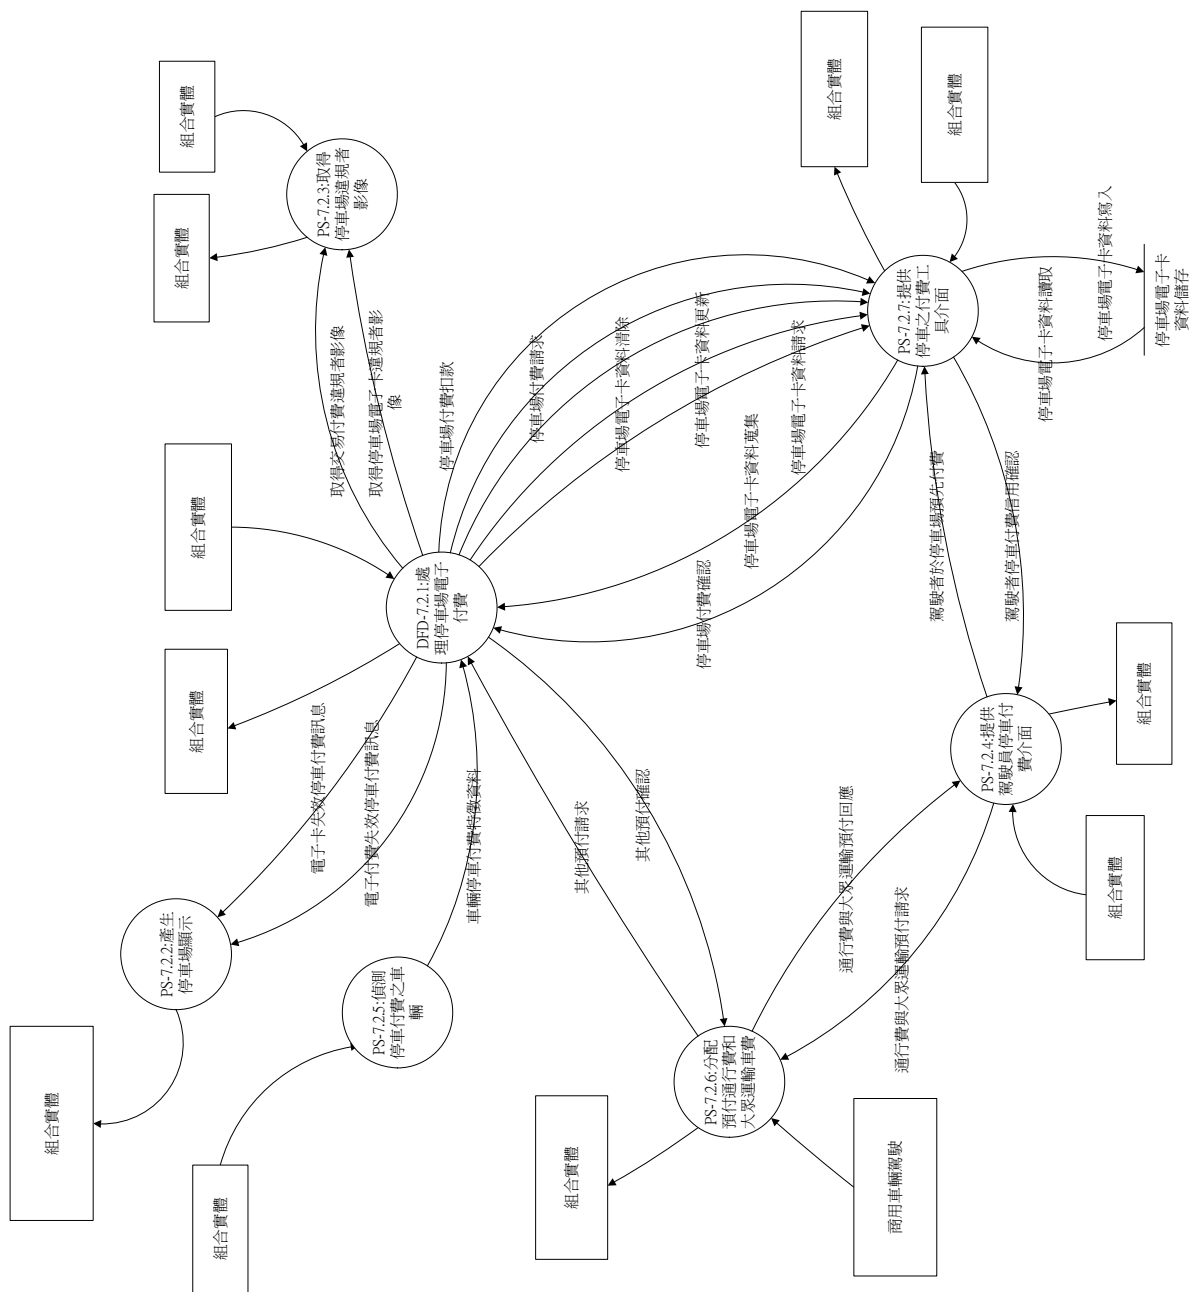 組合實體
組合實體
PS-7.2.3:取得
停車場違規者
影像
組合實體
組合實體
取得交易付費違規者影像
取得停車場電子卡違規者影
像
停車場付費扣款
停車場付費請求
停車場電子卡資料清除
停車場電子卡資料更新
停車場電子卡資料請求
PS-7.2.7:提供
停車之付費工
具介面
停車場電子卡資料讀取
停車場電子卡資料寫入
停車場電子卡
資料儲存
組合實體
組合實體
DFD-7.2.1:處
理停車場電子
付費
停車場付費確認
停車場電子卡資料蒐集
駕駛者於停車場預先付費
駕駛者停車付費信用確認
電子卡失效停車付費訊息
電子付費失效停車付費訊息
車輛停車付費特徵資料
其他預付請求
其他預付確認
通行費與大眾運輸預付回應
通行費與大眾運輸預付請求
PS-7.2.4:提供
駕駛員停車付
費介面
組合實體
組合實體
PS-7.2.2:產生
停車場顯示
PS-7.2.5:偵測
停車付費之車
輛
PS-7.2.6:分配
預付通行費和
大眾運輸車費
組合實體
組合實體
組合實體
商用車輛駕駛